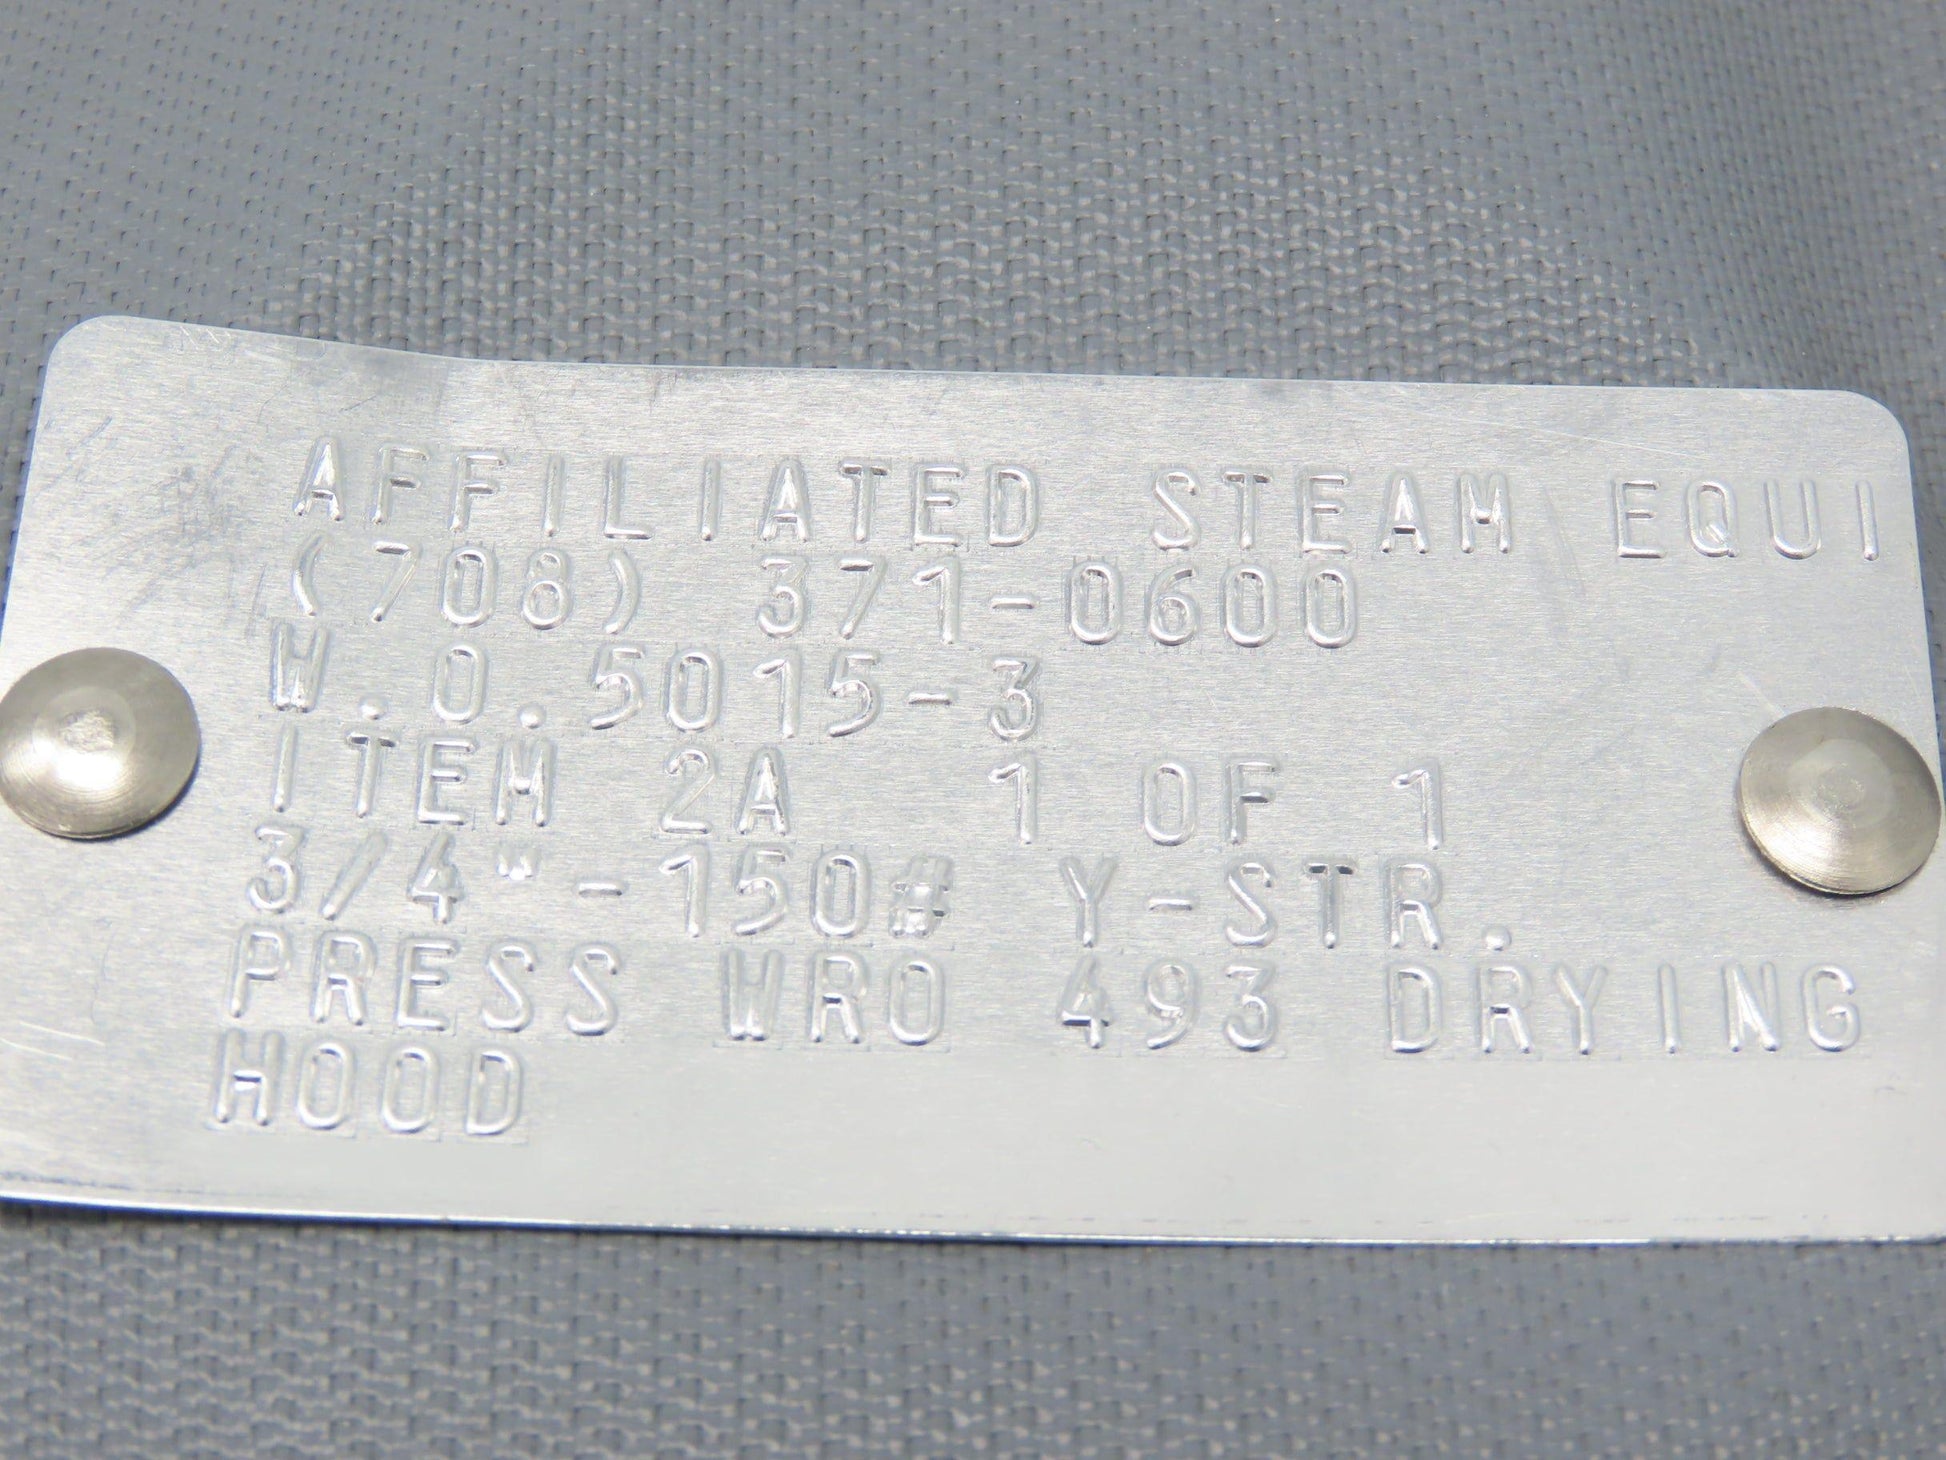 AFFILIATED STEAM EQUI
(708) 371-0600
W.O.5015-3
ITEM 2A  1 OF 1
3/4"-150# Y-STR.
PRESS WRO 493 DRYING
HOOD